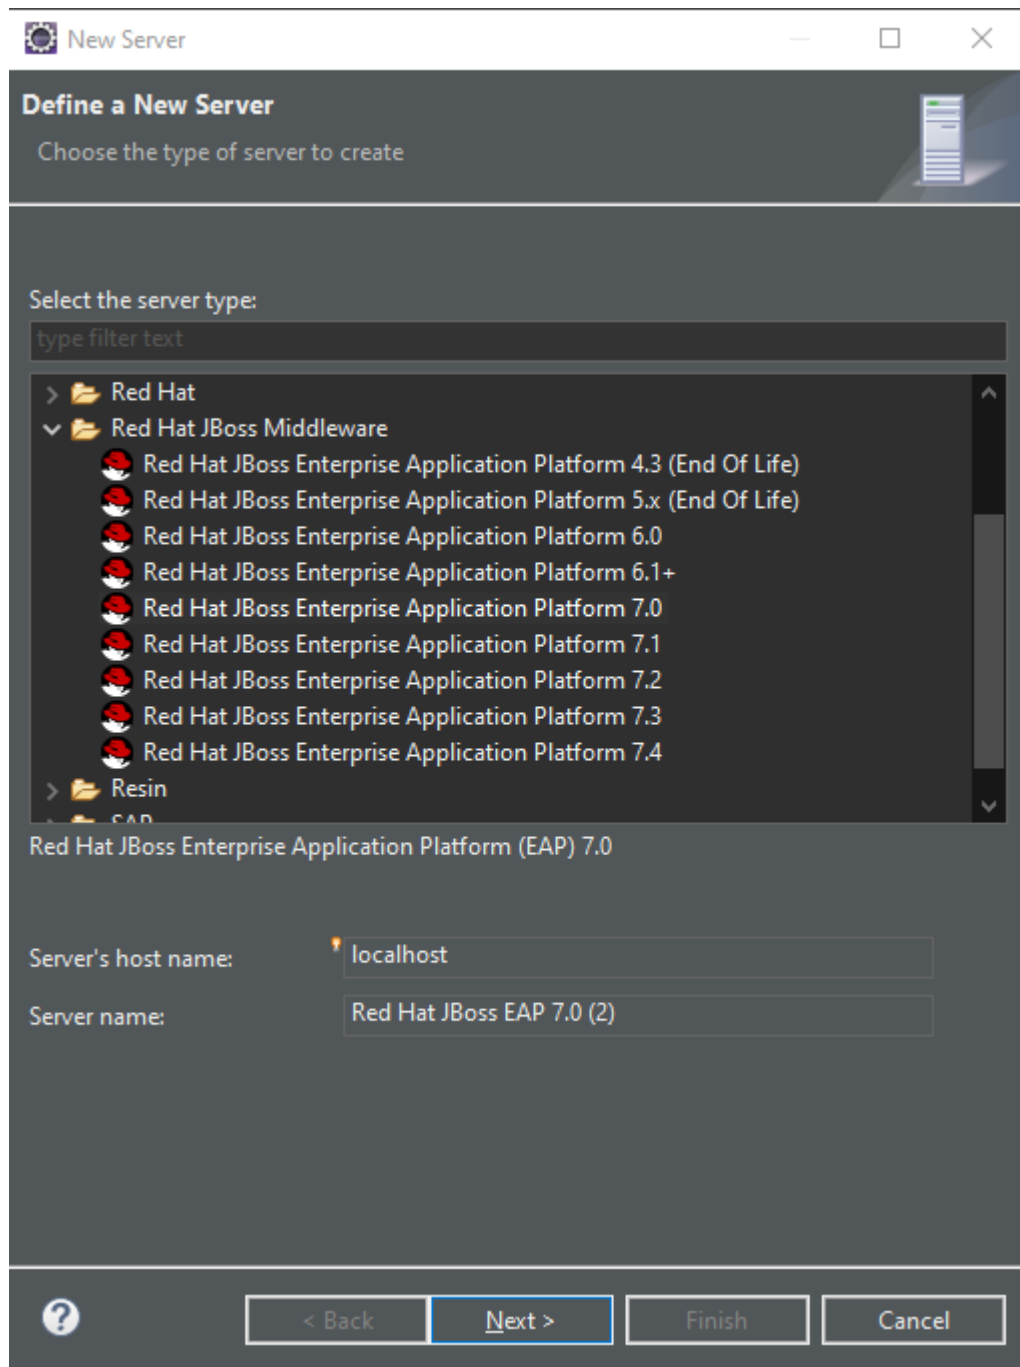 New Server
Define a New Server
Choose the type of server to create
Select the server type:
type filter text
Red Hat
Red Hat JBoss Middleware
Red Hat JBoss Enterprise Application Platform 4.3 (End Of Life)
Red Hat JBoss Enterprise Application Platform 5.x (End Of Life)
Red Hat JBoss Enterprise Application Platform 6.0
Red Hat JBoss Enterprise Application Platform 6.1+
Red Hat JBoss Enterprise Application Platform 7.0
Red Hat JBoss Enterprise Application Platform 7.1
Red Hat JBoss Enterprise Application Platform 7.2
Red Hat JBoss Enterprise Application Platform 7.3
Red Hat JBoss Enterprise Application Platform 7.4
Resin
SAP
Red Hat JBoss Enterprise Application Platform (EAP) 7.0
Server's host name: localhost
Server name: Red Hat JBoss EAP 7.0 (2)
? < Back Next > Finish Cancel